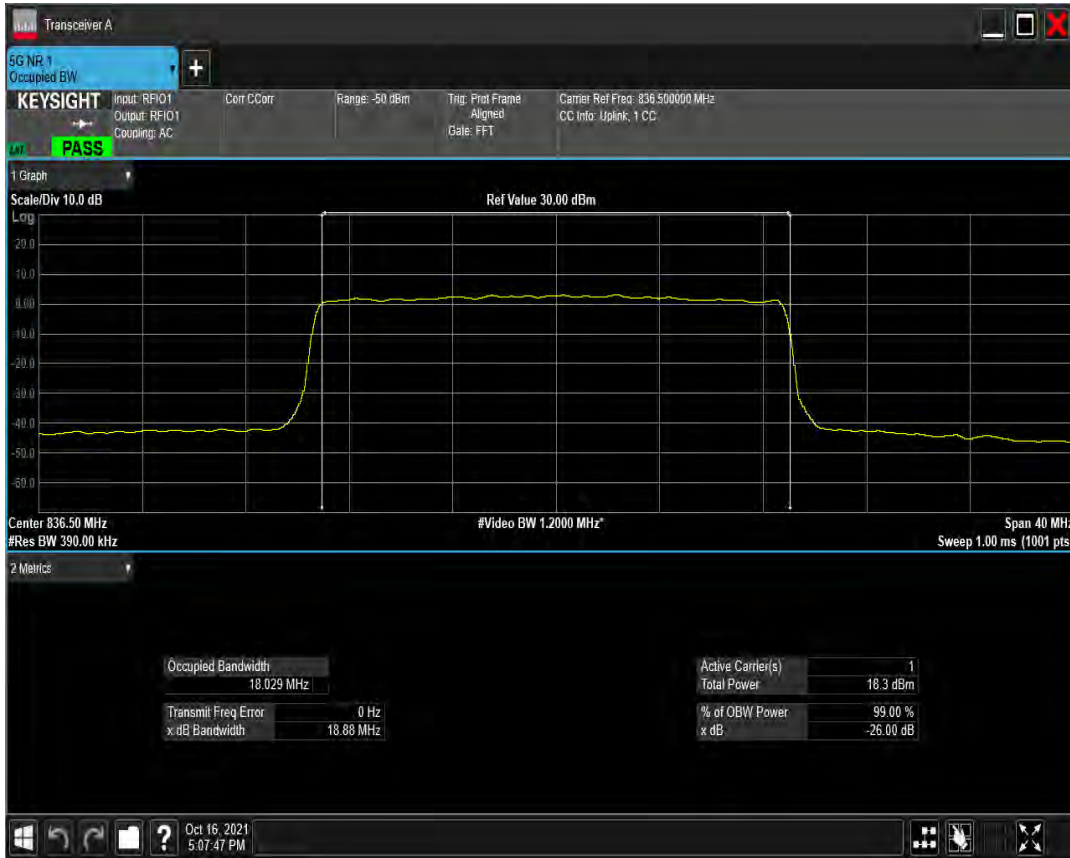 Transceiver A
5G NR 1
Occupied BW
+
KEYSIGHT
PASS
Input: RFIO1
Output: RFIO1
Coupling: AC
Corr CCorr
Range: -50 dBm
Trig: Prot Frame
Aligned
Gate: FFT
Carrier Ref Freq: 836.500000 MHz
CC Info: Uplink, 1 CC
1 Graph
Scale/Div 10.0 dB
Ref Value 30.00 dBm
Log
20.0
10.0
0.00
-10.0
-20.0
-30.0
-40.0
-50.0
-60.0
Center 836.50 MHz
#Video BW 1.2000 MHz*
Span 40 MHz
#Res BW 390.00 kHz
Sweep 1.00 ms (1001 pts
2 Metrics
Occupied Bandwidth
18.029 MHz
Transmit Freq Error 0 Hz
x dB Bandwidth 18.88 MHz
Active Carrier(s) 1
Total Power 18.3 dBm
% of OBW Power 99.00 %
x dB -26.00 dB
?
Oct 16, 2021
5:07:47 PM